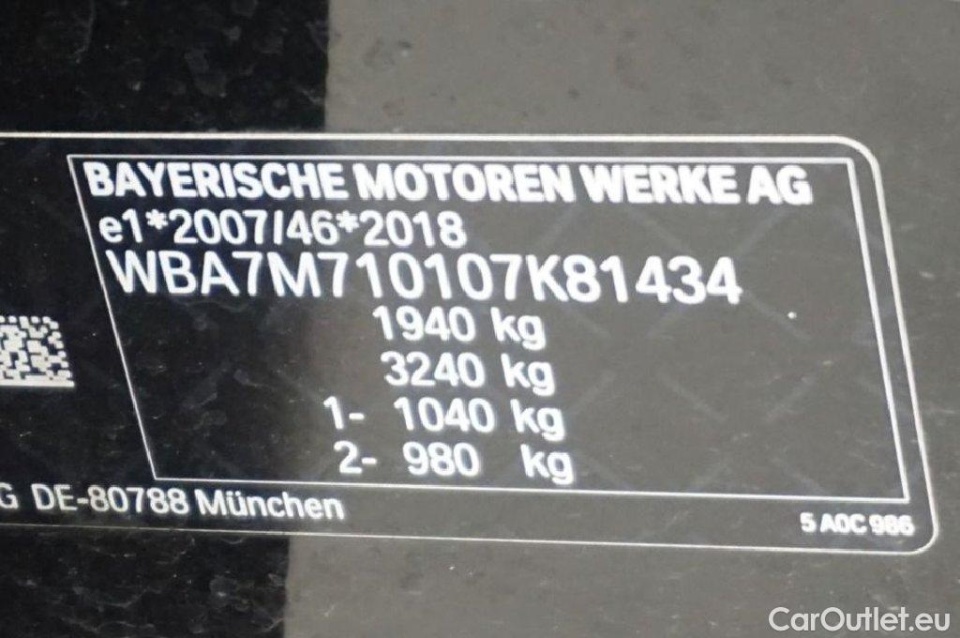 BAYERISCHE MOTOREN WERKE AG
e1*2007/46*2018
WBA7M710107K81434
1940 kg
3240 kg
1- 1040 kg
2- 980 kg
G DE-80788 München
5 A0C 986
CarOutlet.eu